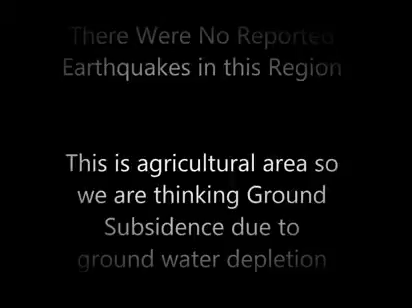 There Were No Reported
Earthquakes in this Region
This is agricultural area so
we are thinking Ground
Subsidence due to
ground water depletion